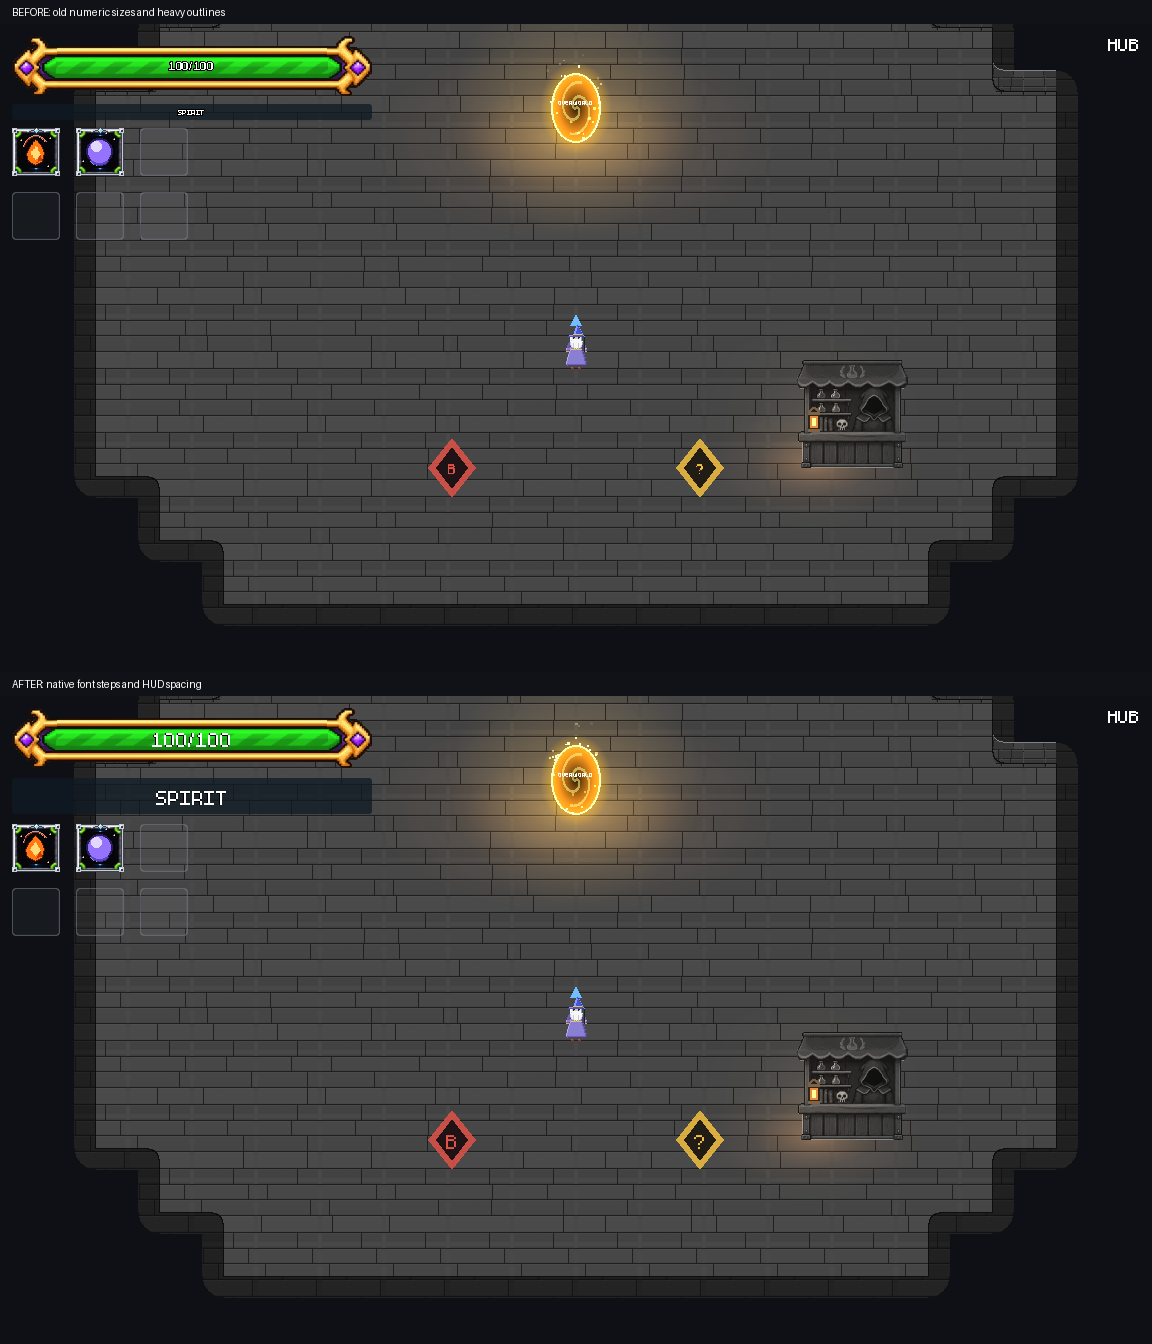 BEFORE: old numeric sizes and heavy outlines
HUB
100/100
OVERWORLD
SPIRIT
B
?
AFTER: native font steps and HUD spacing
HUB
100/100
OVERWORLD
SPIRIT
B
?